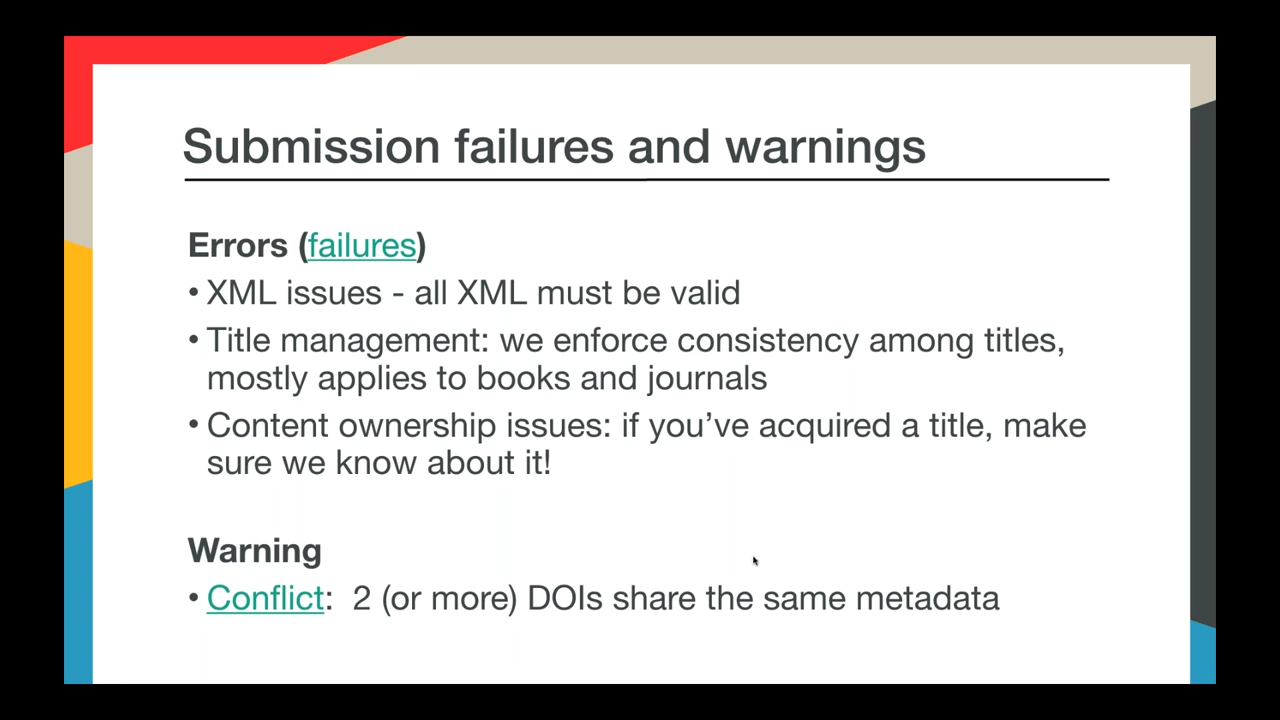 Submission failures and warnings
Errors (failures)
• XML issues - all XML must be valid
• Title management: we enforce consistency among titles,
mostly applies to books and journals
• Content ownership issues: if you’ve acquired a title, make
sure we know about it!
Warning
• Conflict:  2 (or more) DOIs share the same metadata